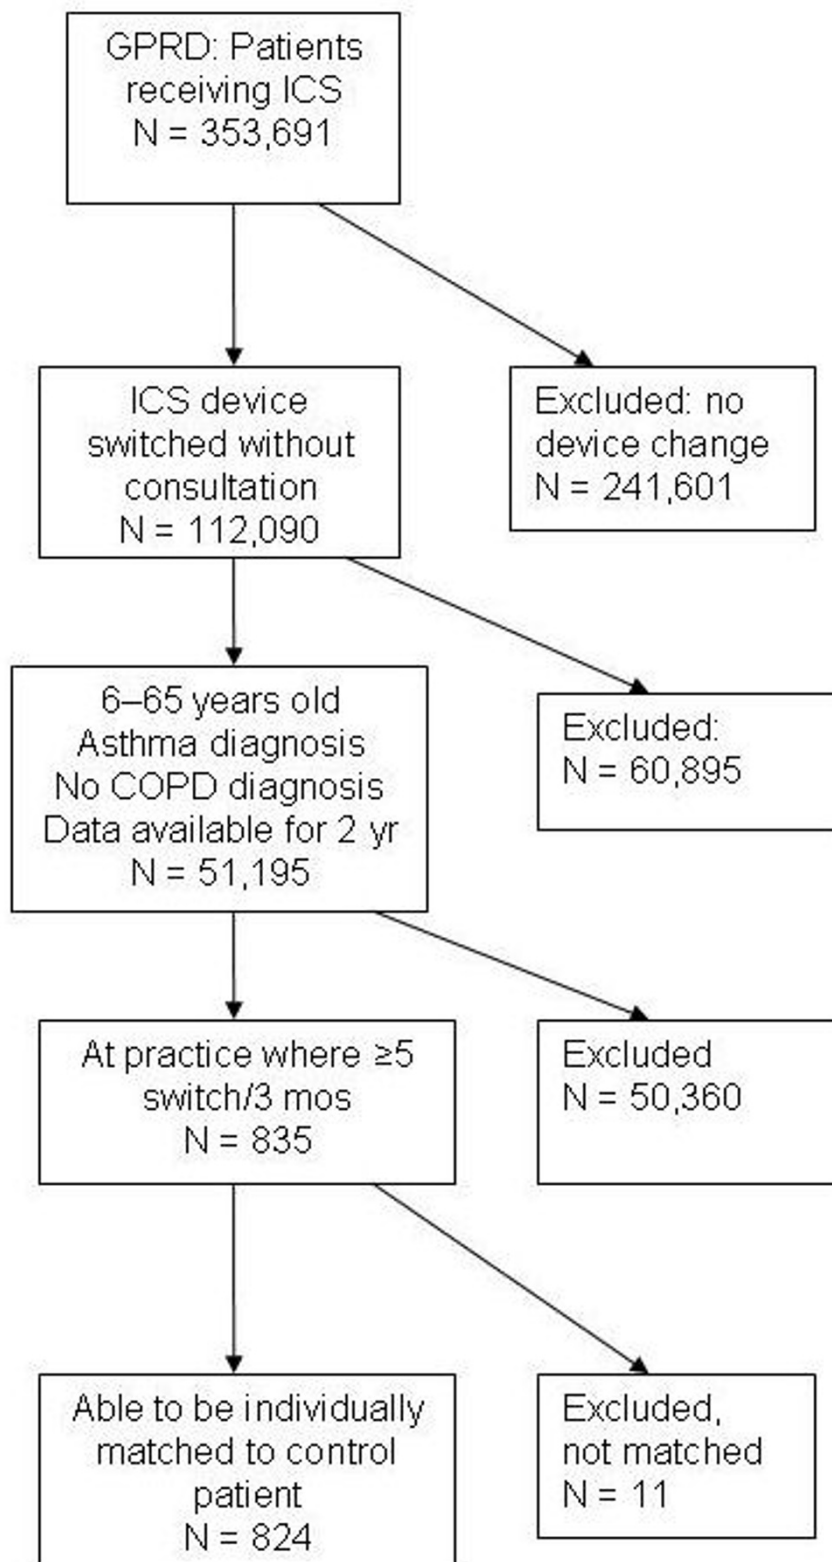 GPRD: Patients
receiving ICS
N = 353,691
ICS device
switched without
consultation
N = 112,090
Excluded: no
device change
N = 241,601
6–65 years old
Asthma diagnosis
No COPD diagnosis
Data available for 2 yr
N = 51,195
Excluded:
N = 60,895
At practice where ≥5
switch/3 mos
N = 835
Excluded
N = 50,360
Able to be individually
matched to control
patient
N = 824
Excluded,
not matched
N = 11